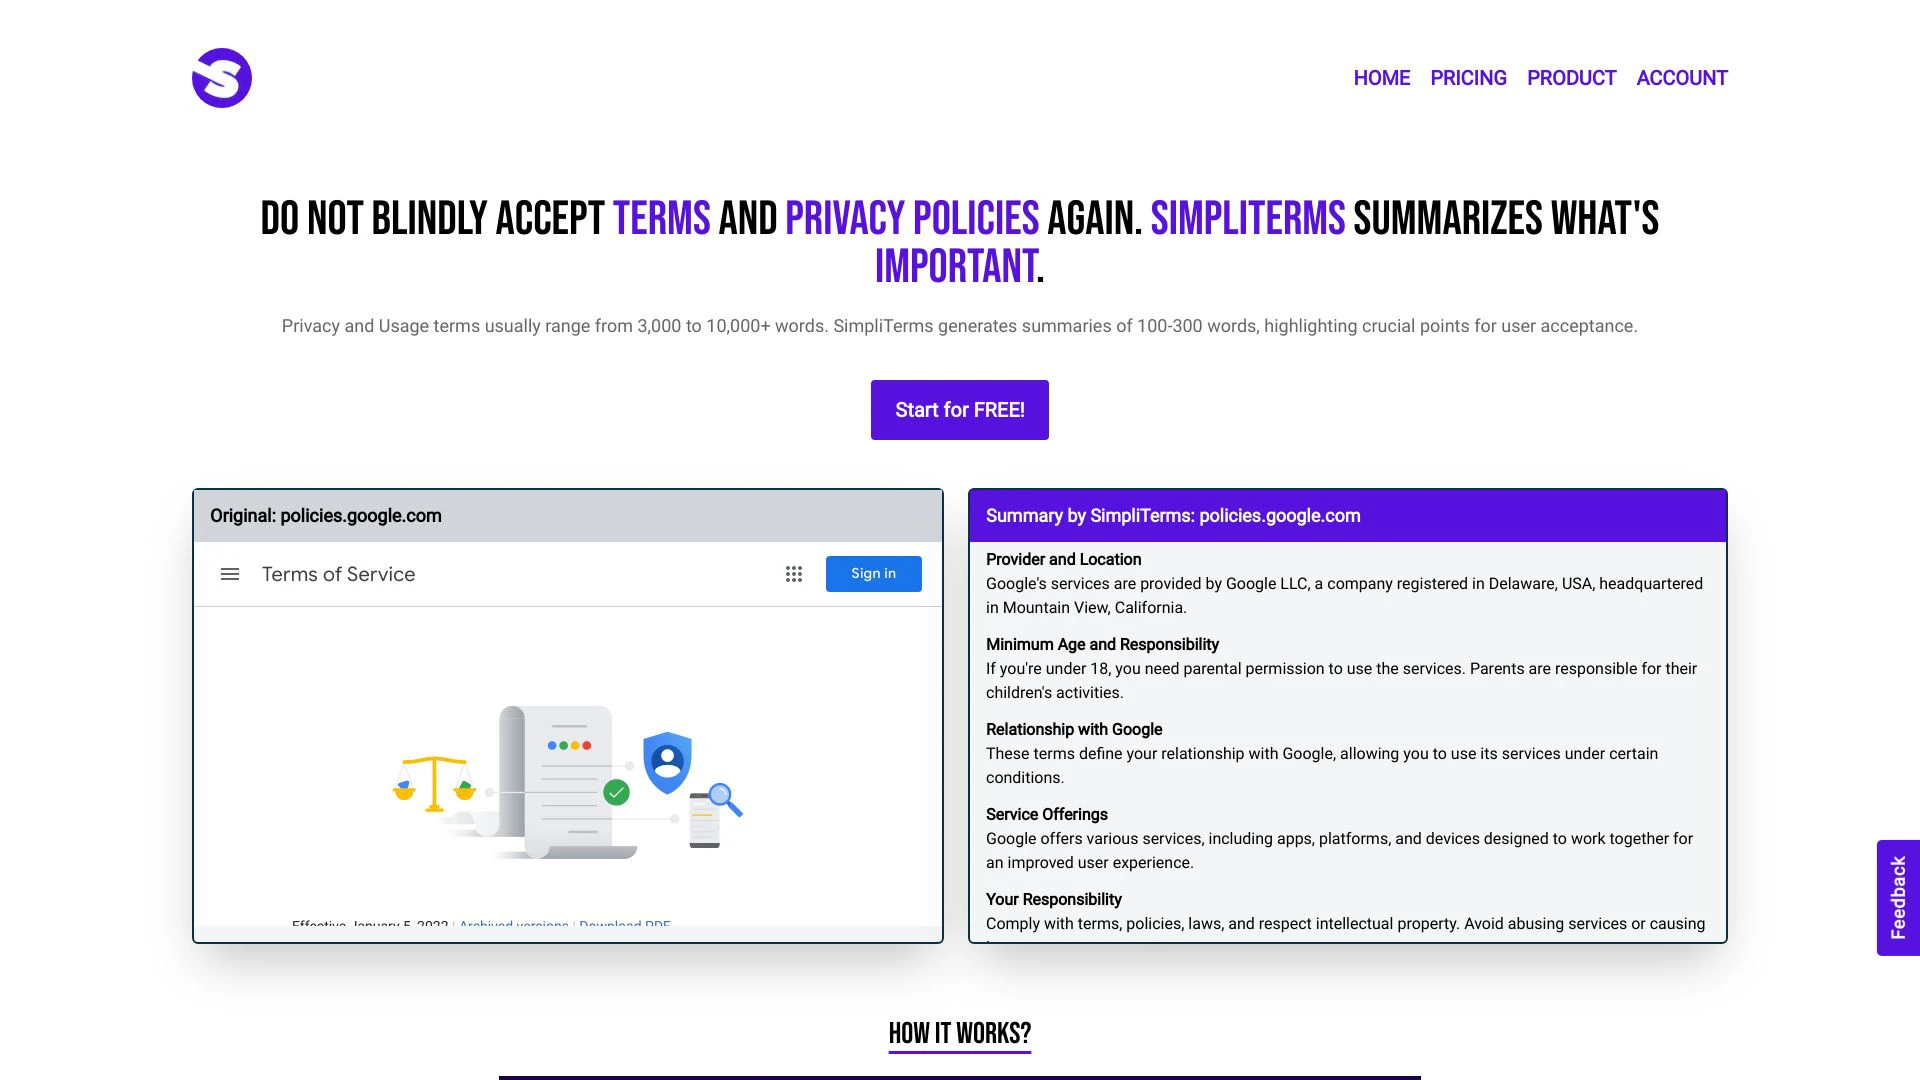 HOME PRICING PRODUCT ACCOUNT
DO NOT BLINDLY ACCEPT TERMS AND PRIVACY POLICIES AGAIN. SIMPLITERMS SUMMARIZES WHAT'S
IMPORTANT.
Privacy and Usage terms usually range from 3,000 to 10,000+ words. SimpliTerms generates summaries of 100-300 words, highlighting crucial points for user acceptance.
Start for FREE!
Original: policies.google.com
Terms of Service
Sign in
Effective January 5, 2022 | Archived versions | Download PDF
Summary by SimpliTerms: policies.google.com
Provider and Location
Google's services are provided by Google LLC, a company registered in Delaware, USA, headquartered
in Mountain View, California.
Minimum Age and Responsibility
If you're under 18, you need parental permission to use the services. Parents are responsible for their
children's activities.
Relationship with Google
These terms define your relationship with Google, allowing you to use its services under certain
conditions.
Service Offerings
Google offers various services, including apps, platforms, and devices designed to work together for
an improved user experience.
Your Responsibility
Comply with terms, policies, laws, and respect intellectual property. Avoid abusing services or causing
Feedback
HOW IT WORKS?